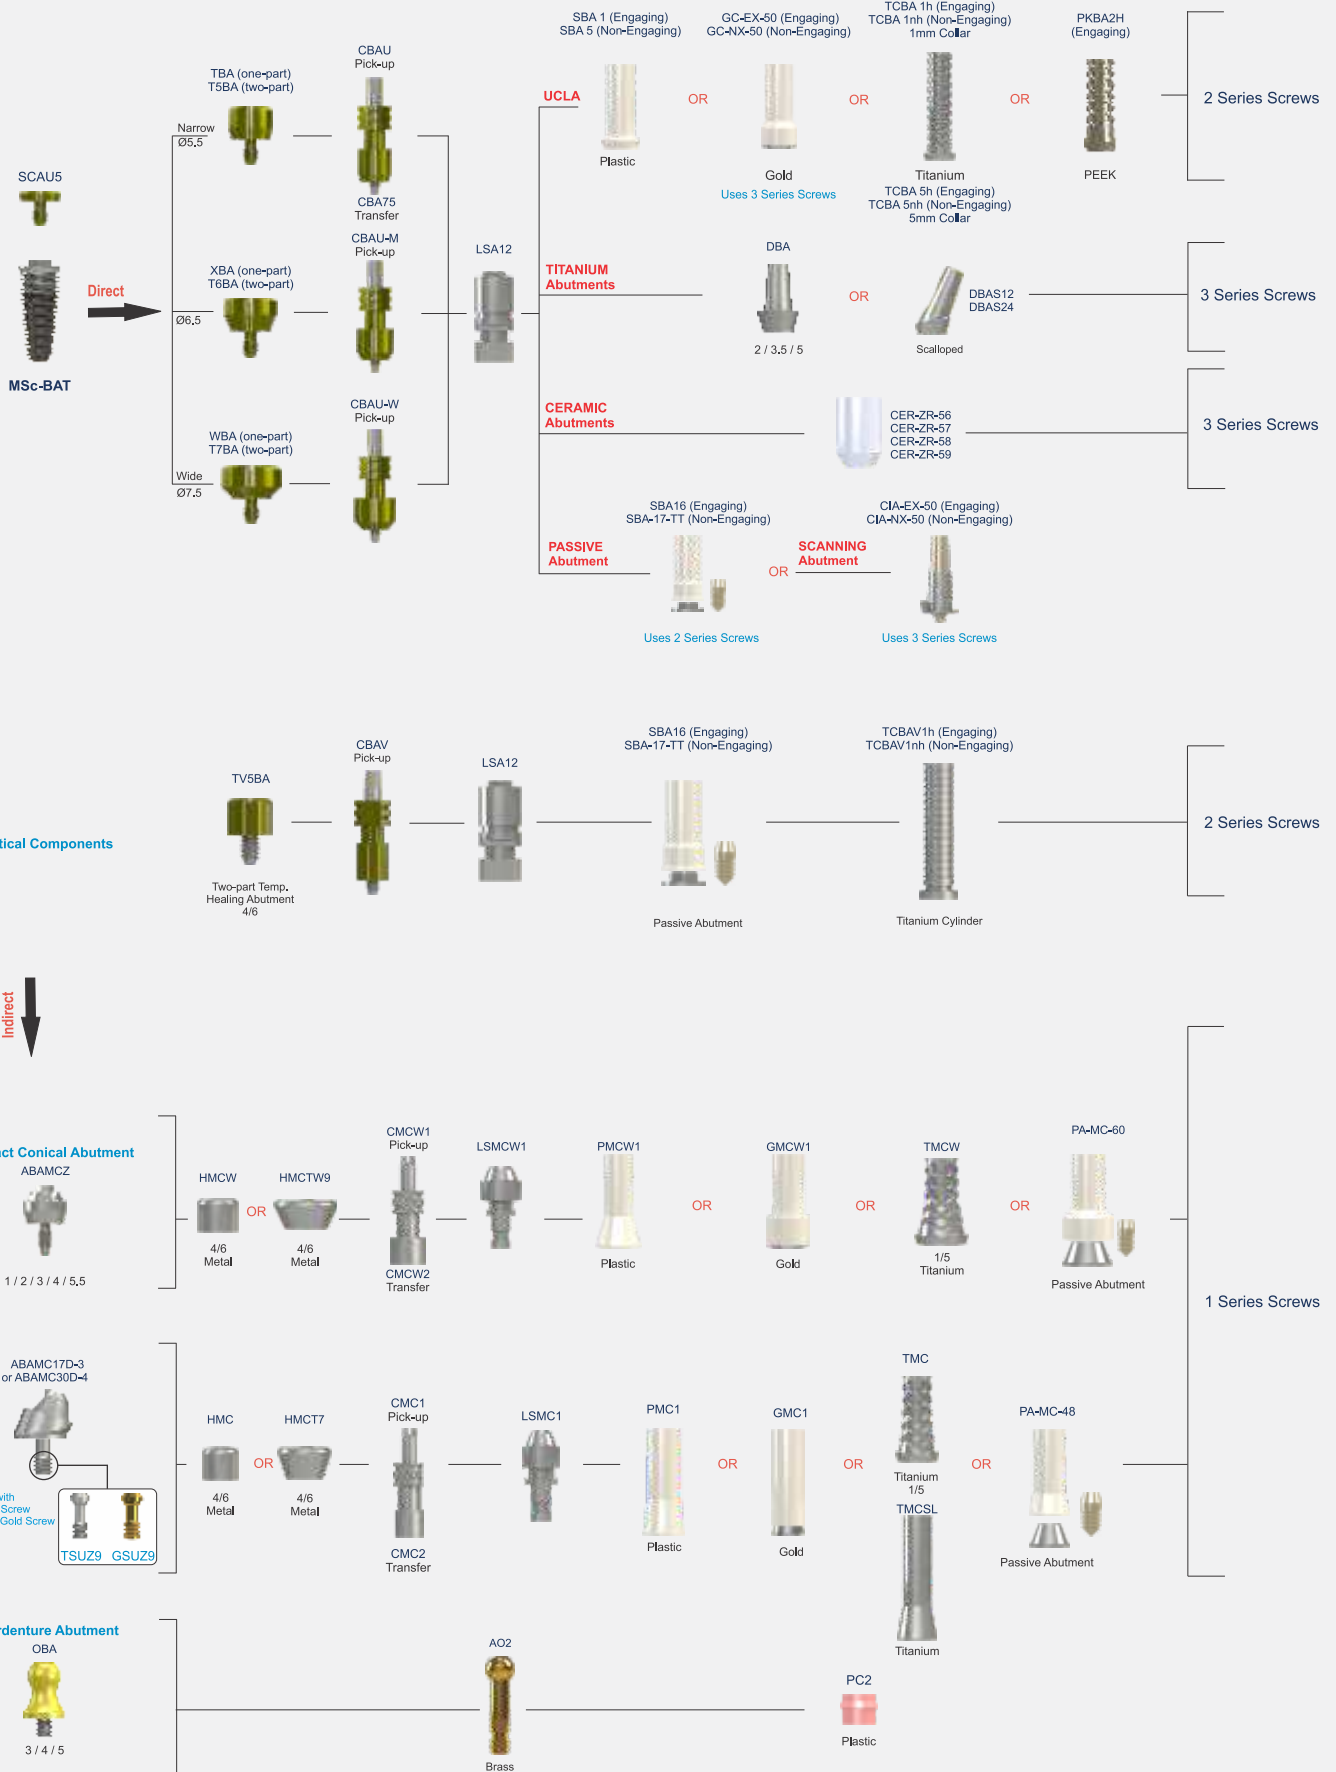 SBA 1 (Engaging)
SBA 5 (Non-Engaging)
GC-EX-50 (Engaging)
GC-NX-50 (Non-Engaging)
TCBA 1h (Engaging)
TCBA 1nh (Non-Engaging)
1mm Collar
PKBA2H
(Engaging)
CBAU
Pick-up
TBA (one-part)
T5BA (two-part)
UCLA
OR
OR
OR
2 Series Screws
Narrow
Ø5.5
Plastic
Gold
Titanium
PEEK
Uses 3 Series Screws
SCAU5
CBA75
Transfer
TCBA 5h (Engaging)
TCBA 5nh (Non-Engaging)
5mm Collar
CBAU-M
Pick-up
LSA12
DBA
XBA (one-part)
T6BA (two-part)
TITANIUM
Abutments
Direct
OR
DBAS12
DBAS24
3 Series Screws
Ø6.5
2 / 3.5 / 5
Scalloped
MSc-BAT
CBAU-W
Pick-up
CERAMIC
Abutments
CER-ZR-56
CER-ZR-57
CER-ZR-58
CER-ZR-59
3 Series Screws
WBA (one-part)
T7BA (two-part)
Wide
Ø7.5
SBA16 (Engaging)
SBA-17-TT (Non-Engaging)
CIA-EX-50 (Engaging)
CIA-NX-50 (Non-Engaging)
PASSIVE
Abutment
OR
SCANNING
Abutment
Uses 2 Series Screws
Uses 3 Series Screws
CBAV
Pick-up
LSA12
SBA16 (Engaging)
SBA-17-TT (Non-Engaging)
TCBAV1h (Engaging)
TCBAV1nh (Non-Engaging)
TV5BA
tical Components
2 Series Screws
Two-part Temp.
Healing Abutment
4/6
Passive Abutment
Titanium Cylinder
Indirect
act Conical Abutment
ABAMCZ
1 / 2 / 3 / 4 / 5.5
HMCW
OR
HMCTW9
4/6
Metal
4/6
Metal
CMCW1
Pick-up
CMCW2
Transfer
LSMCW1
PMCW1
Plastic
OR
GMCW1
Gold
OR
TMCW
1/5
Titanium
OR
PA-MC-60
Passive Abutment
1 Series Screws
ABAMC17D-3
or ABAMC30D-4
with
Screw
Gold Screw
TSUZ9 GSUZ9
HMC
OR
HMCT7
4/6
Metal
4/6
Metal
CMC1
Pick-up
CMC2
Transfer
LSMC1
PMC1
Plastic
OR
GMC1
Gold
OR
TMC
Titanium
1/5
TMCSL
Titanium
OR
PA-MC-48
Passive Abutment
rdenture Abutment
OBA
3 / 4 / 5
AO2
Brass
PC2
Plastic